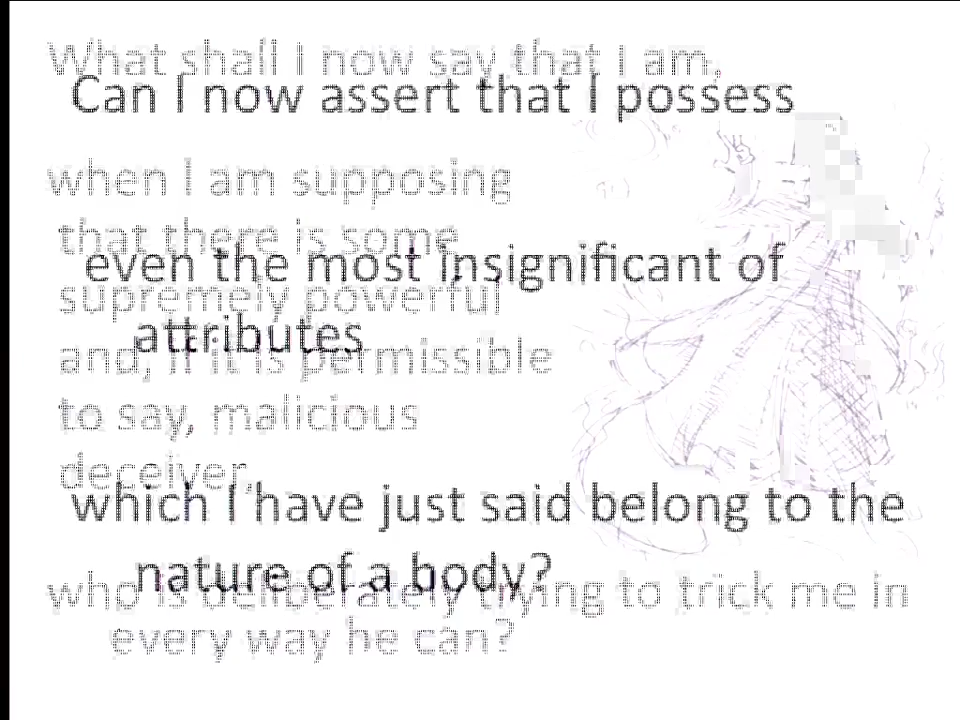 What shall I now say that I am,
Can I now assert that I possess
when I am supposing
that there is some
even the most insignificant of
supremely powerful
attributes
and, if it is permissible
to say, malicious
deceiver,
which I have just said belong to the
nature of a body?
who is deliberately trying to trick me in
every way he can?